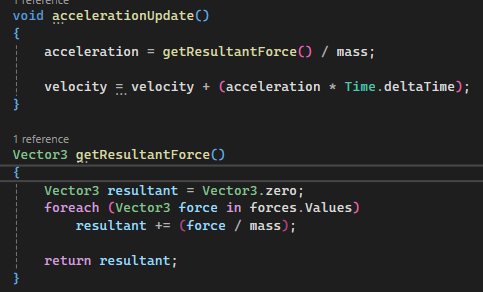 1 reference
void accelerationUpdate()
{
acceleration = getResultantForce() / mass;
velocity = velocity + (acceleration * Time.deltaTime);
}
1 reference
Vector3 getResultantForce()
{
Vector3 resultant = Vector3.zero;
foreach (Vector3 force in forces.Values)
resultant += (force / mass);
return resultant;
}